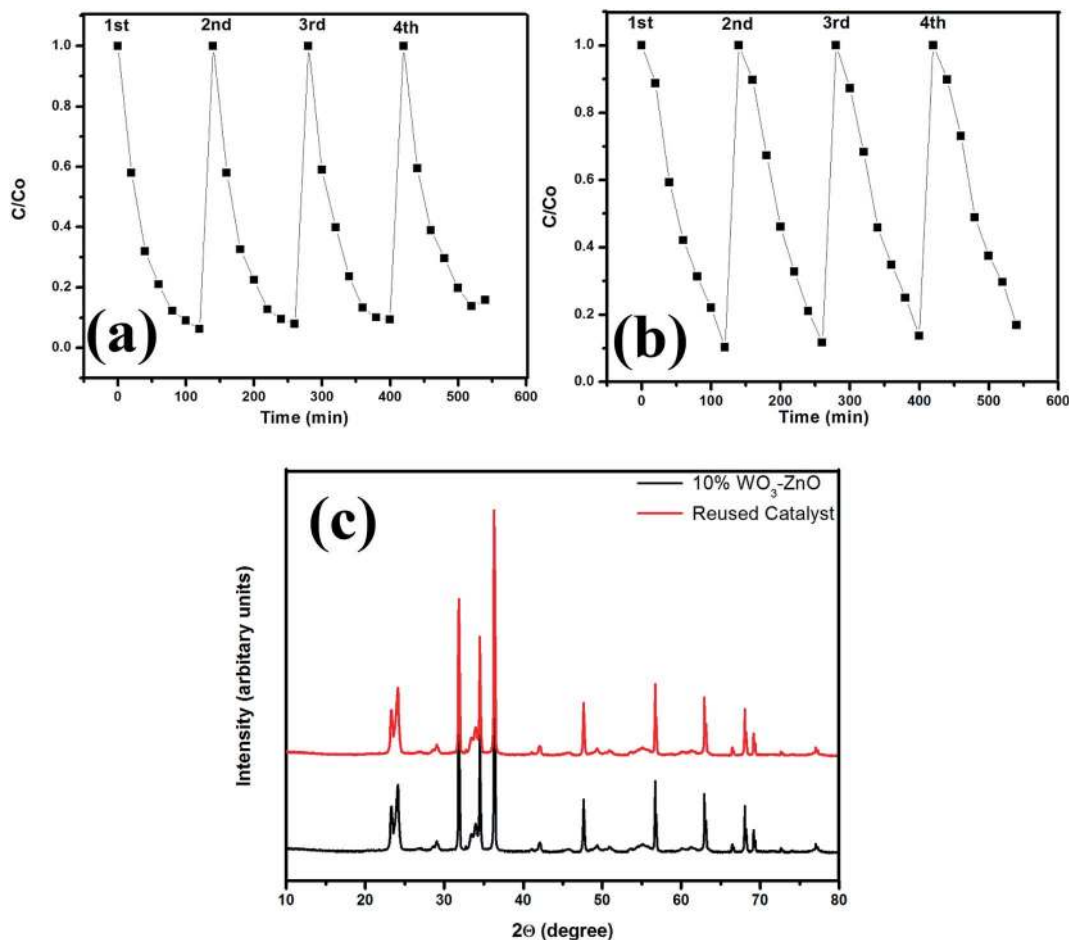 1st 2nd 3rd 4th
1.0
0.8
0.6
0.4
0.2
0.0
C/Co
(a)
0 100 200 300 400 500 600
Time (min)
1st 2nd 3rd 4th
1.0
0.8
0.6
0.4
0.2
0.0
C/Co
(b)
0 100 200 300 400 500 600
Time (min)
(c)
10% WO₃-ZnO
Reused Catalyst
Intensity (arbitary units)
10 20 30 40 50 60 70 80
2Θ (degree)